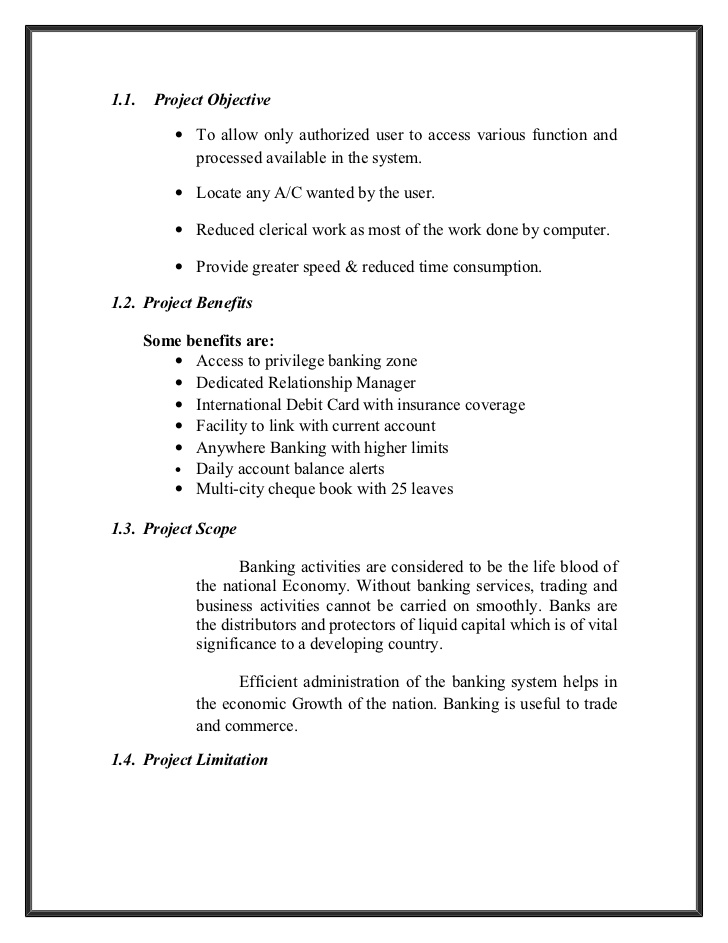 1.1. Project Objective
• To allow only authorized user to access various function and
processed available in the system.
• Locate any A/C wanted by the user.
• Reduced clerical work as most of the work done by computer.
• Provide greater speed & reduced time consumption.
1.2. Project Benefits
Some benefits are:
• Access to privilege banking zone
• Dedicated Relationship Manager
• International Debit Card with insurance coverage
• Facility to link with current account
• Anywhere Banking with higher limits
• Daily account balance alerts
• Multi-city cheque book with 25 leaves
1.3. Project Scope
Banking activities are considered to be the life blood of
the national Economy. Without banking services, trading and
business activities cannot be carried on smoothly. Banks are
the distributors and protectors of liquid capital which is of vital
significance to a developing country.
Efficient administration of the banking system helps in
the economic Growth of the nation. Banking is useful to trade
and commerce.
1.4. Project Limitation